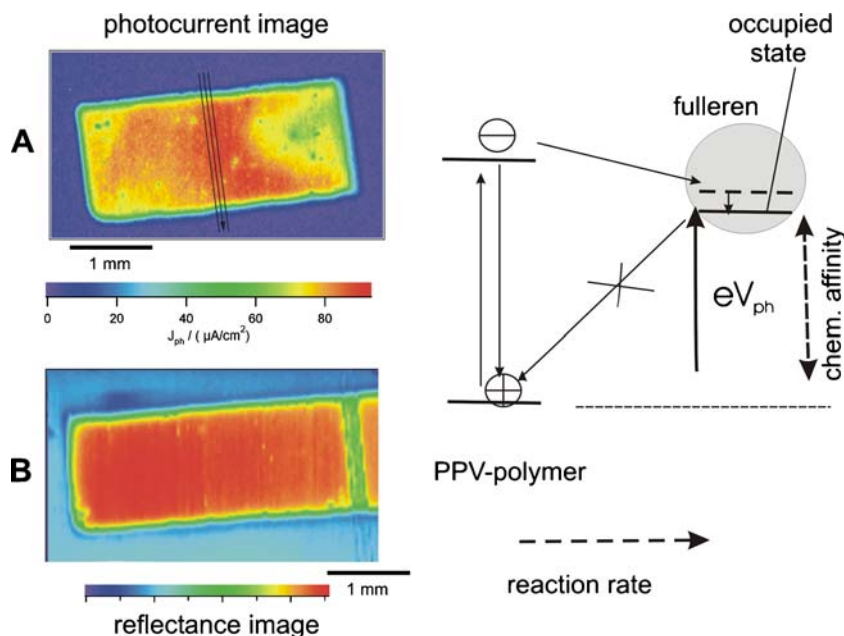 photocurrent image
A
1 mm
0 20 40 60 80
J_ph / ( µA/cm²)
B
1 mm
reflectance image
occupied
state
fulleren
eV_ph
chem. affinity
PPV-polymer
reaction rate